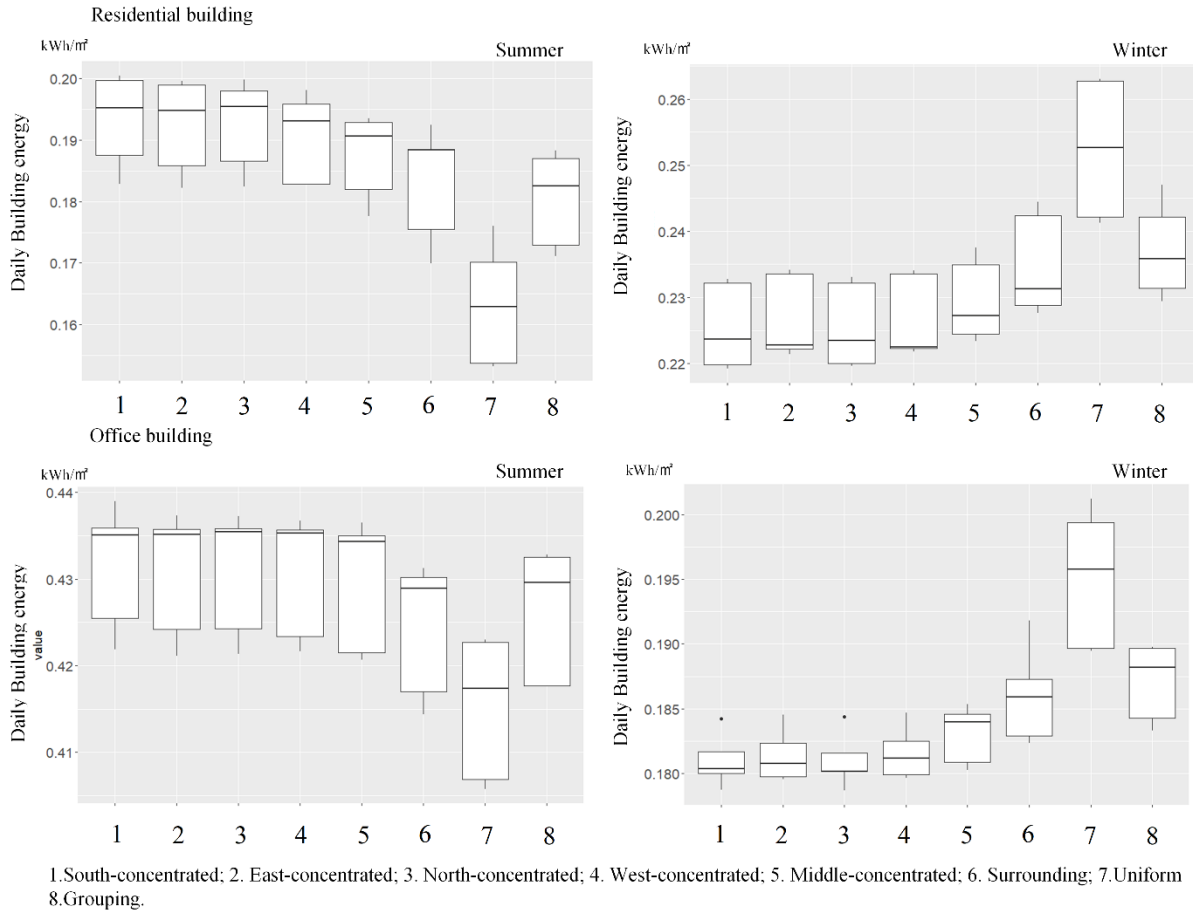 Residential building
kWh/㎡
Summer
Daily Building energy
0.20
0.19
0.18
0.17
0.16
1 2 3 4 5 6 7 8
kWh/㎡
Winter
Daily Building energy
0.26
0.25
0.24
0.23
0.22
1 2 3 4 5 6 7 8
Office building
kWh/㎡
Summer
Daily Building energy
value
0.44
0.43
0.42
0.41
1 2 3 4 5 6 7 8
kWh/㎡
Winter
Daily Building energy
0.200
0.195
0.190
0.185
0.180
1 2 3 4 5 6 7 8
1.South-concentrated; 2. East-concentrated; 3. North-concentrated; 4. West-concentrated; 5. Middle-concentrated; 6. Surrounding; 7.Uniform
8.Grouping.